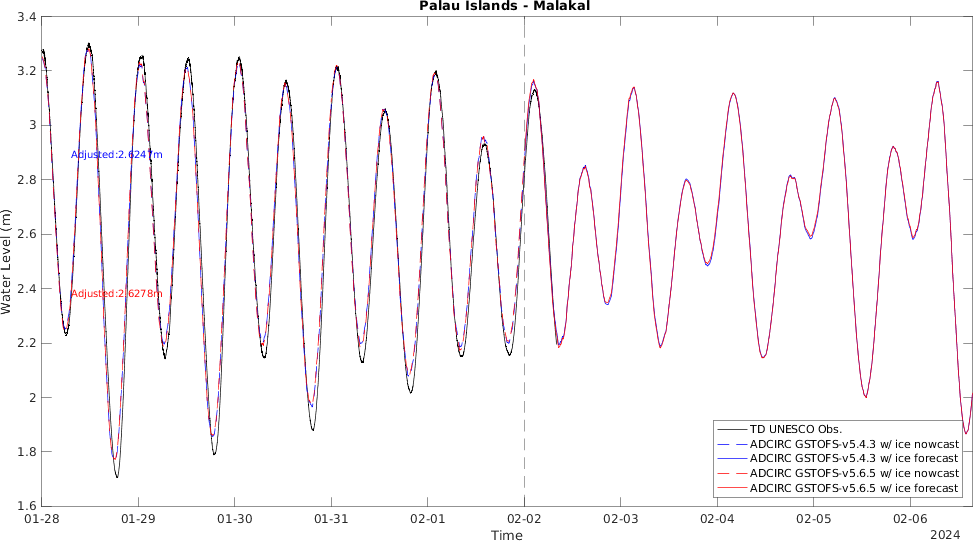 Palau Islands - Malakal
3.4
3.2
3
2.8
2.6
2.4
2.2
2
1.8
1.6
Water Level (m)
Adjusted:2.6247m
Adjusted:2.6278m
TD UNESCO Obs.
ADCIRC GSTOFS-v5.4.3 w/ ice nowcast
ADCIRC GSTOFS-v5.4.3 w/ ice forecast
ADCIRC GSTOFS-v5.6.5 w/ ice nowcast
ADCIRC GSTOFS-v5.6.5 w/ ice forecast
01-28 01-29 01-30 01-31 02-01 02-02 02-03 02-04 02-05 02-06
Time
2024